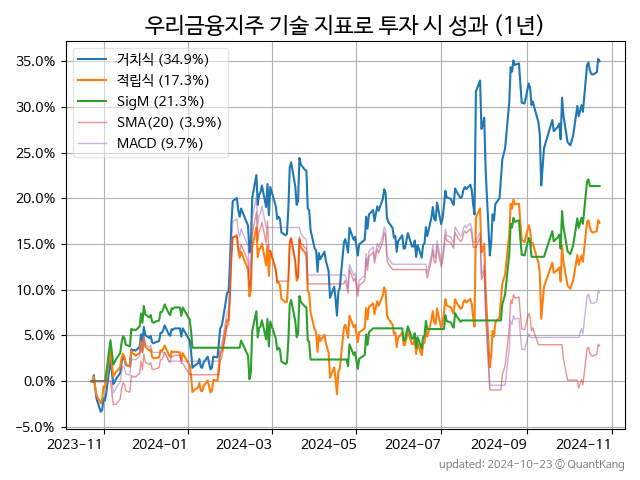 우리금융지주 기술 지표로 투자 시 성과 (1년)
거치식 (34.9%)
적립식 (17.3%)
SigM (21.3%)
SMA(20) (3.9%)
MACD (9.7%)
35.0%
30.0%
25.0%
20.0%
15.0%
10.0%
5.0%
0.0%
-5.0%
2023-11 2024-01 2024-03 2024-05 2024-07 2024-09 2024-11
updated: 2024-10-23 © QuantKang